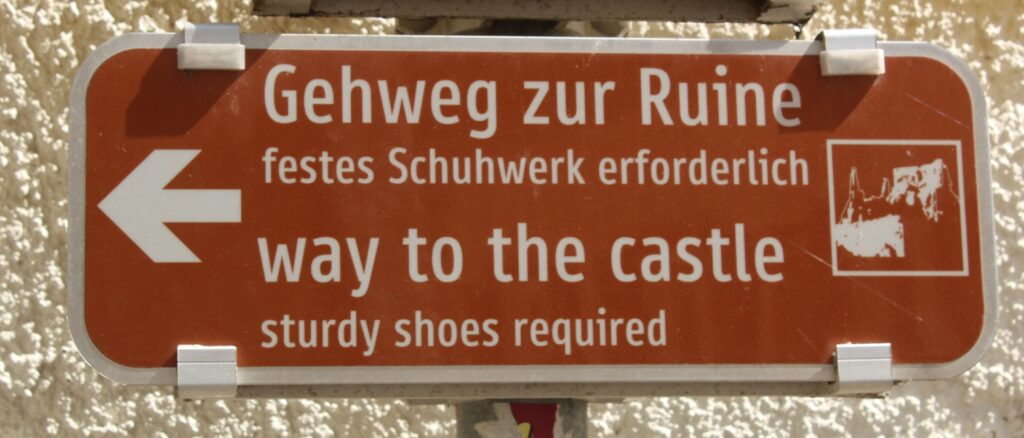 Gehweg zur Ruine
festes Schuhwerk erforderlich
way to the castle
sturdy shoes required